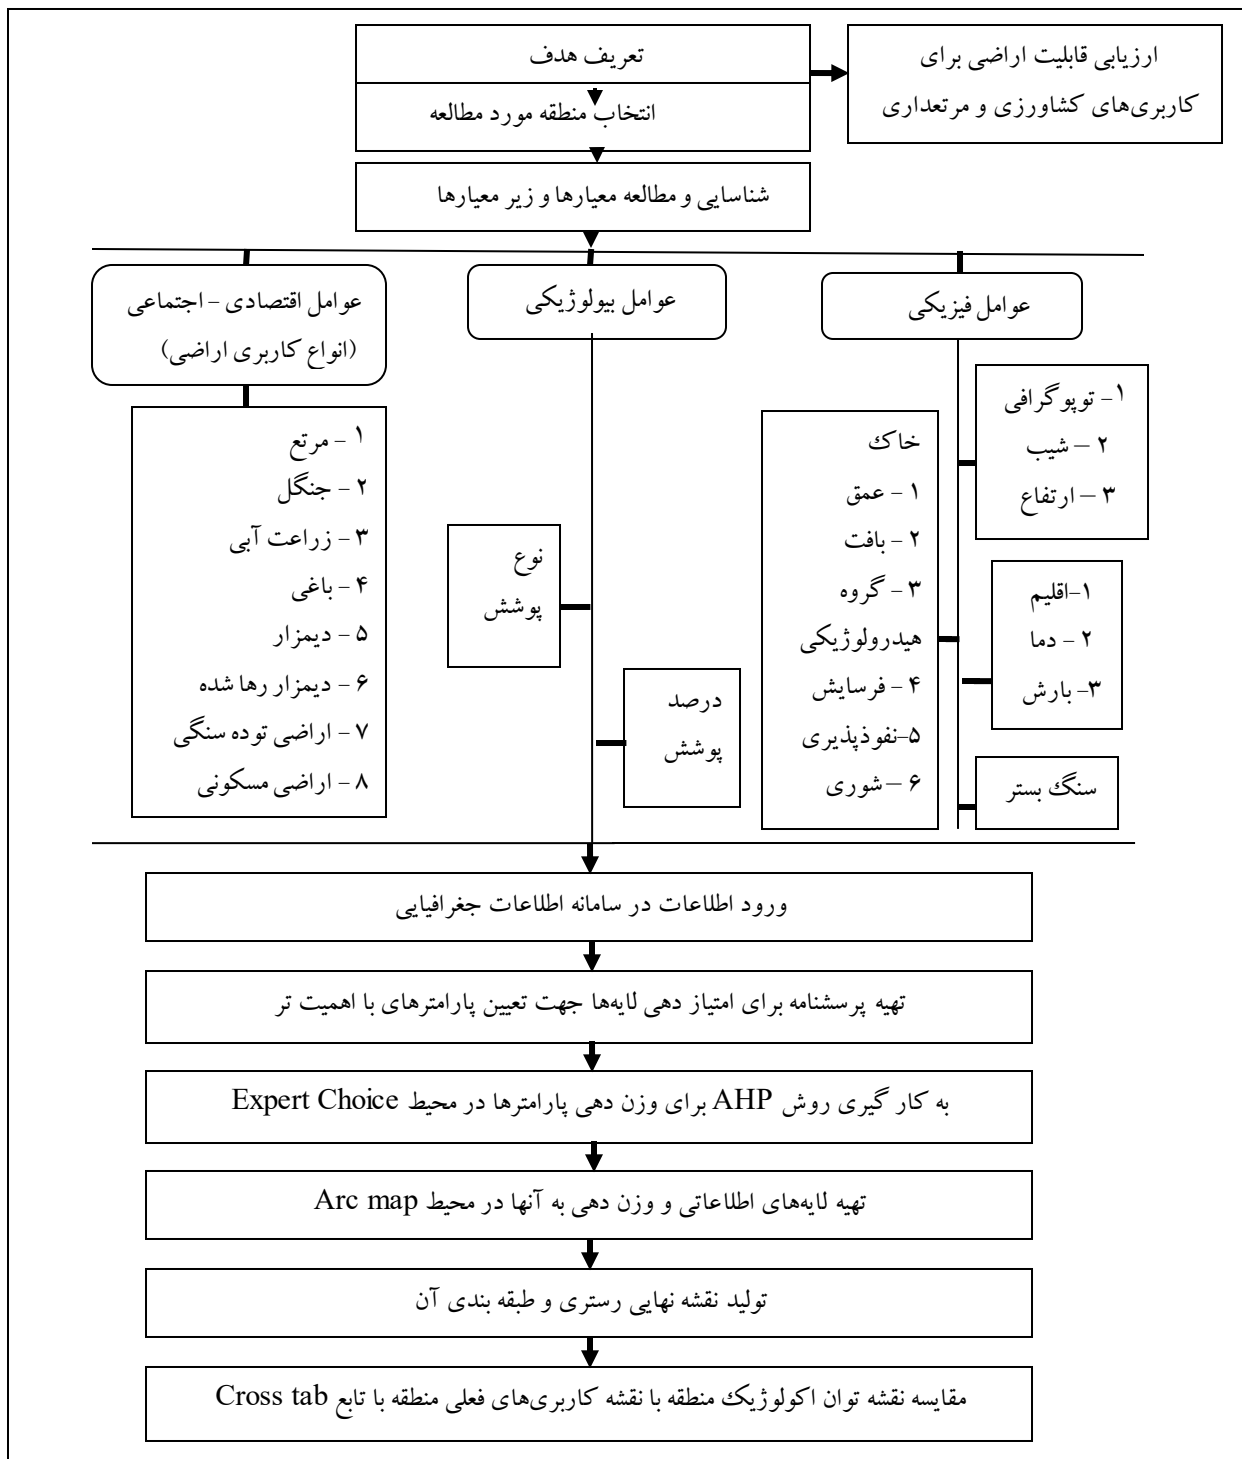 تعریف هدف
ارزیابی قابلیت اراضی برای
کاربری‌های کشاورزی و مرتعداری
انتخاب منطقه مورد مطالعه
شناسایی و مطالعه معیارها و زیر معیارها
عوامل فیزیکی
عوامل بیولوژیکی
عوامل اقتصادی – اجتماعی
(انواع کاربری اراضی)
۱- توپوگرافی
۲ – شیب
۳ – ارتفاع
خاک
۱ - عمق
۲ - بافت
۳ - گروه
هیدرولوژیکی
۴ - فرسایش
۵-نفوذپذیری
۶ – شوری
۱-اقلیم
۲ - دما
۳- بارش
سنگ بستر
نوع
پوشش
درصد
پوشش
۱ - مرتع
۲ - جنگل
۳ - زراعت آبی
۴ - باغی
۵ - دیمزار
۶ - دیمزار رها شده
۷ - اراضی توده سنگی
۸ - اراضی مسکونی
ورود اطلاعات در سامانه اطلاعات جغرافیایی
تهیه پرسشنامه برای امتیاز دهی لایه‌ها جهت تعیین پارامترهای با اهمیت تر
به کار گیری روش AHP برای وزن دهی پارامترها در محیط Expert Choice
تهیه لایه‌های اطلاعاتی و وزن دهی به آنها در محیط Arc map
تولید نقشه نهایی رستری و طبقه بندی آن
مقایسه نقشه توان اکولوژیک منطقه با نقشه کاربری‌های فعلی منطقه با تابع Cross tab